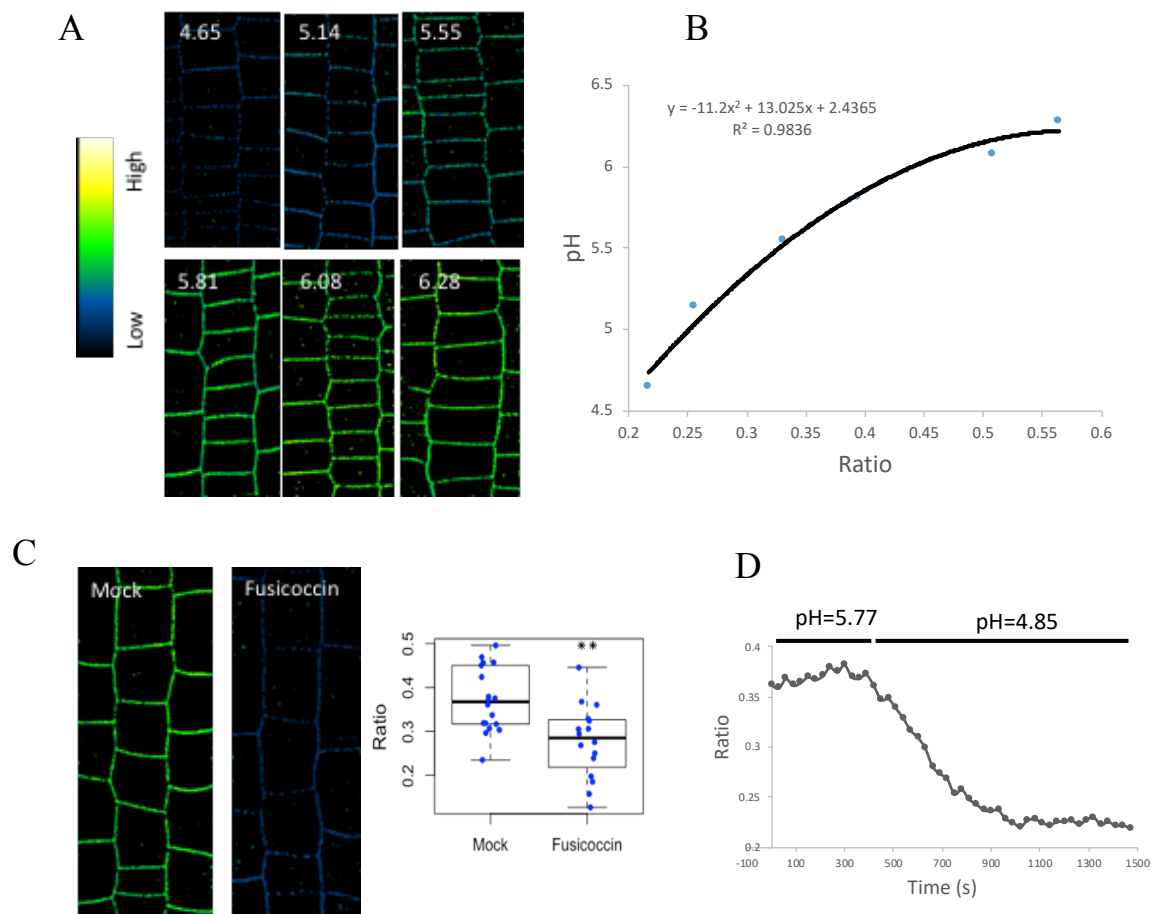 A
4.65
5.14
5.55
High
Low
5.81
6.08
6.28
B
y = -11.2x² + 13.025x + 2.4365
R² = 0.9836
pH
6.5
6
5.5
5
4.5
0.2 0.25 0.3 0.35 0.4 0.45 0.5 0.55 0.6
Ratio
C
Mock
Fusicoccin
Ratio
0.5
0.4
0.3
0.2
**
Mock Fusicoccin
D
pH=5.77 pH=4.85
Ratio
0.4
0.35
0.3
0.25
0.2
-100 100 300 500 700 900 1100 1300 1500
Time (s)